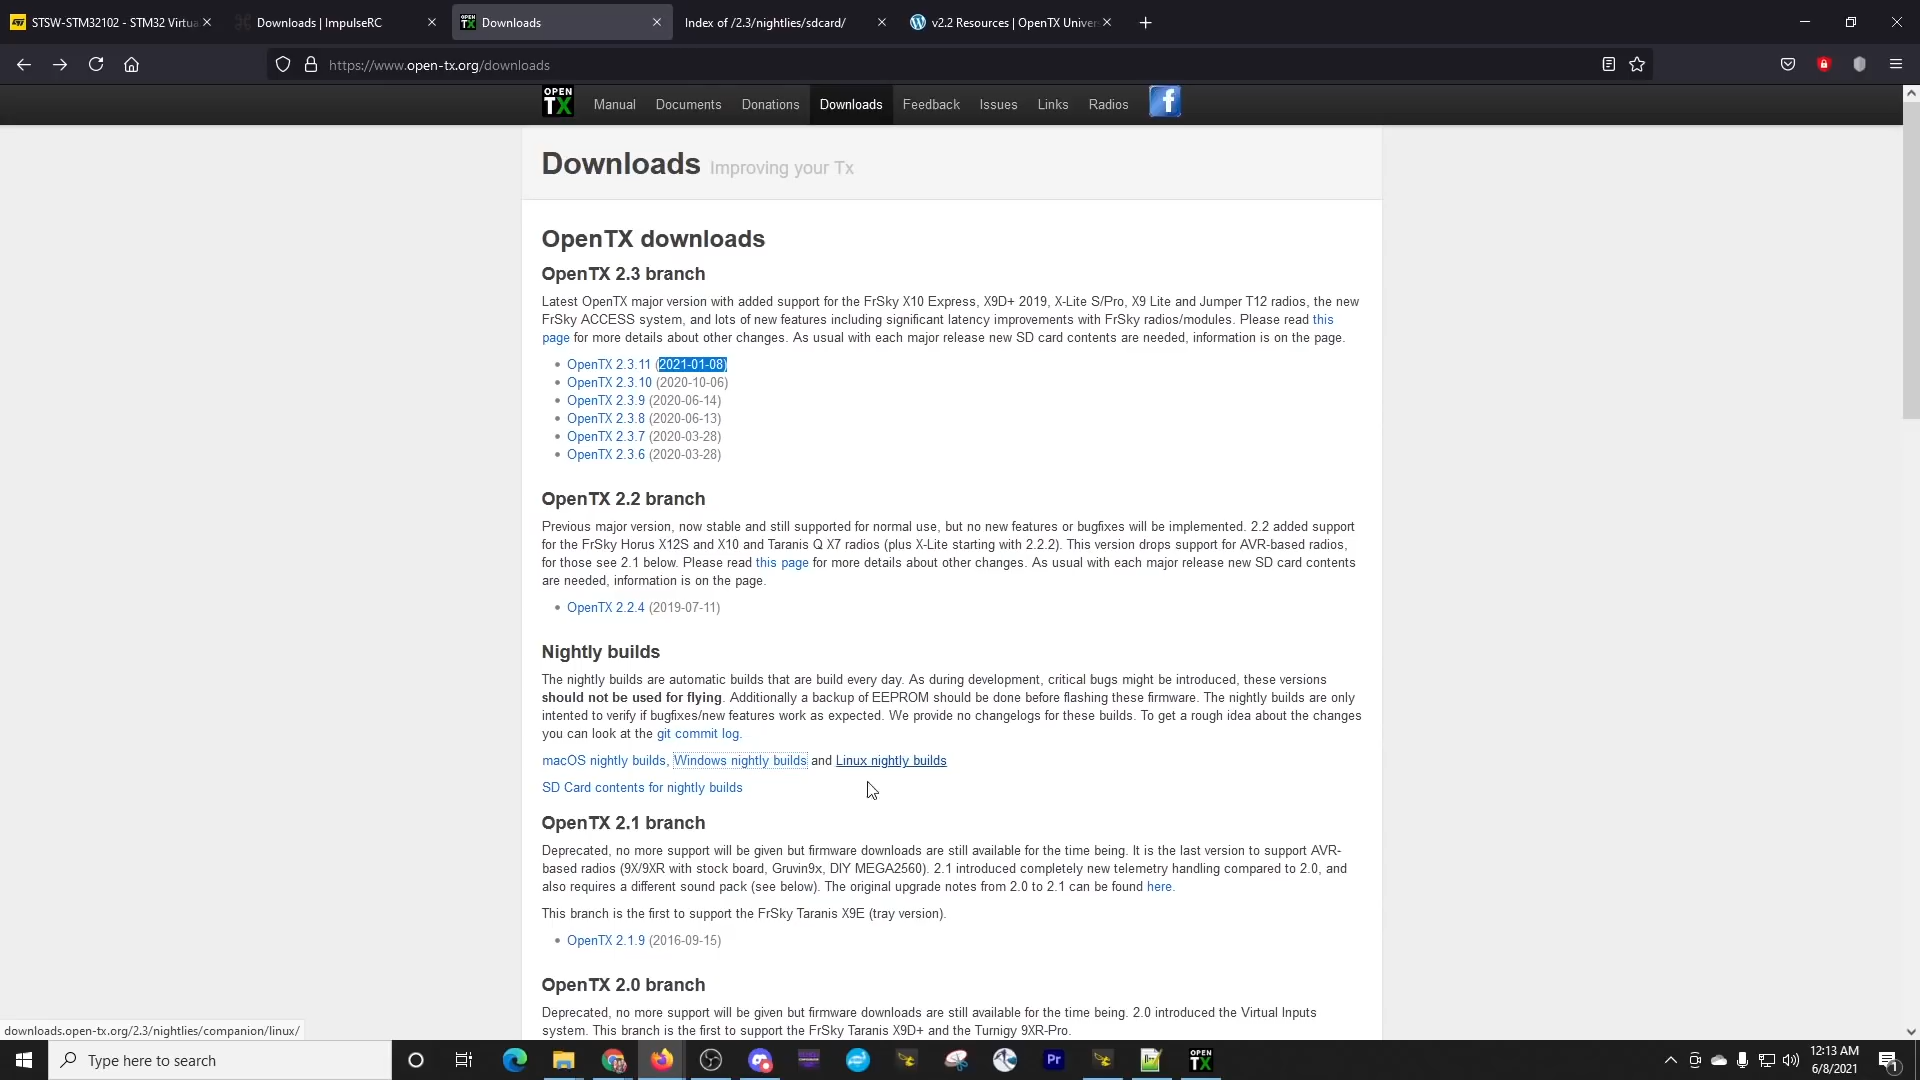 STSW-STM32102 - STM32 Virtua
Downloads | ImpulseRC
Downloads
Index of /2.3/nightlies/sdcard/
v2.2 Resources | OpenTX Univer
https://www.open-tx.org/downloads
OPEN
TX
Manual
Documents
Donations
Downloads
Feedback
Issues
Links
Radios
Downloads Improving your Tx
OpenTX downloads
OpenTX 2.3 branch
Latest OpenTX major version with added support for the FrSky X10 Express, X9D+ 2019, X-Lite S/Pro, X9 Lite and Jumper T12 radios, the new
FrSky ACCESS system, and lots of new features including significant latency improvements with FrSky radios/modules. Please read this
page for more details about other changes. As usual with each major release new SD card contents are needed, information is on the page.
• OpenTX 2.3.11 (2021-01-08)
• OpenTX 2.3.10 (2020-10-06)
• OpenTX 2.3.9 (2020-06-14)
• OpenTX 2.3.8 (2020-06-13)
• OpenTX 2.3.7 (2020-03-28)
• OpenTX 2.3.6 (2020-03-28)
OpenTX 2.2 branch
Previous major version, now stable and still supported for normal use, but no new features or bugfixes will be implemented. 2.2 added support
for the FrSky Horus X12S and X10 and Taranis Q X7 radios (plus X-Lite starting with 2.2.2). This version drops support for AVR-based radios,
for those see 2.1 below. Please read this page for more details about other changes. As usual with each major release new SD card contents
are needed, information is on the page.
• OpenTX 2.2.4 (2019-07-11)
Nightly builds
The nightly builds are automatic builds that are build every day. As during development, critical bugs might be introduced, these versions
should not be used for flying. Additionally a backup of EEPROM should be done before flashing these firmware. The nightly builds are only
intented to verify if bugfixes/new features work as expected. We provide no changelogs for these builds. To get a rough idea about the changes
you can look at the git commit log.
macOS nightly builds, Windows nightly builds and Linux nightly builds
SD Card contents for nightly builds
OpenTX 2.1 branch
Deprecated, no more support will be given but firmware downloads are still available for the time being. It is the last version to support AVR-
based radios (9X/9XR with stock board, Gruvin9x, DIY MEGA2560). 2.1 introduced completely new telemetry handling compared to 2.0, and
also requires a different sound pack (see below). The original upgrade notes from 2.0 to 2.1 can be found here.
This branch is the first to support the FrSky Taranis X9E (tray version).
• OpenTX 2.1.9 (2016-09-15)
OpenTX 2.0 branch
Deprecated, no more support will be given but firmware downloads are still available for the time being. 2.0 introduced the Virtual Inputs
system. This branch is the first to support the FrSky Taranis X9D+ and the Turnigy 9XR-Pro.
downloads.open-tx.org/2.3/nightlies/companion/linux/
Type here to search
Pr
OPEN
TX
12:13 AM
6/8/2021
1